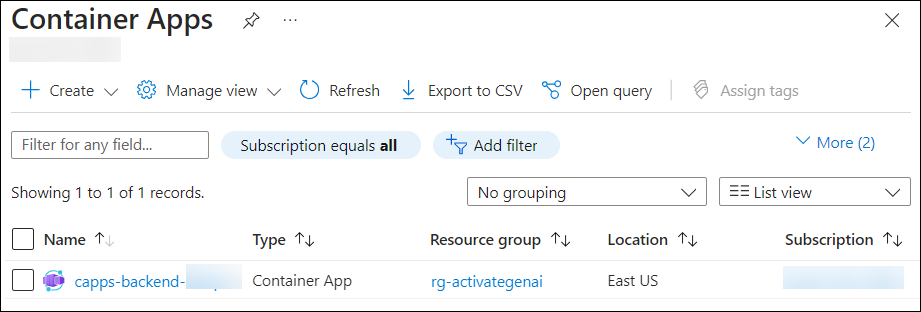 Container Apps ...
Create Manage view Refresh Export to CSV Open query Assign tags
Filter for any field... Subscription equals all Add filter More (2)
Showing 1 to 1 of 1 records. No grouping List view
Name Type Resource group Location Subscription
capps-backend- Container App rg-activategenai East US